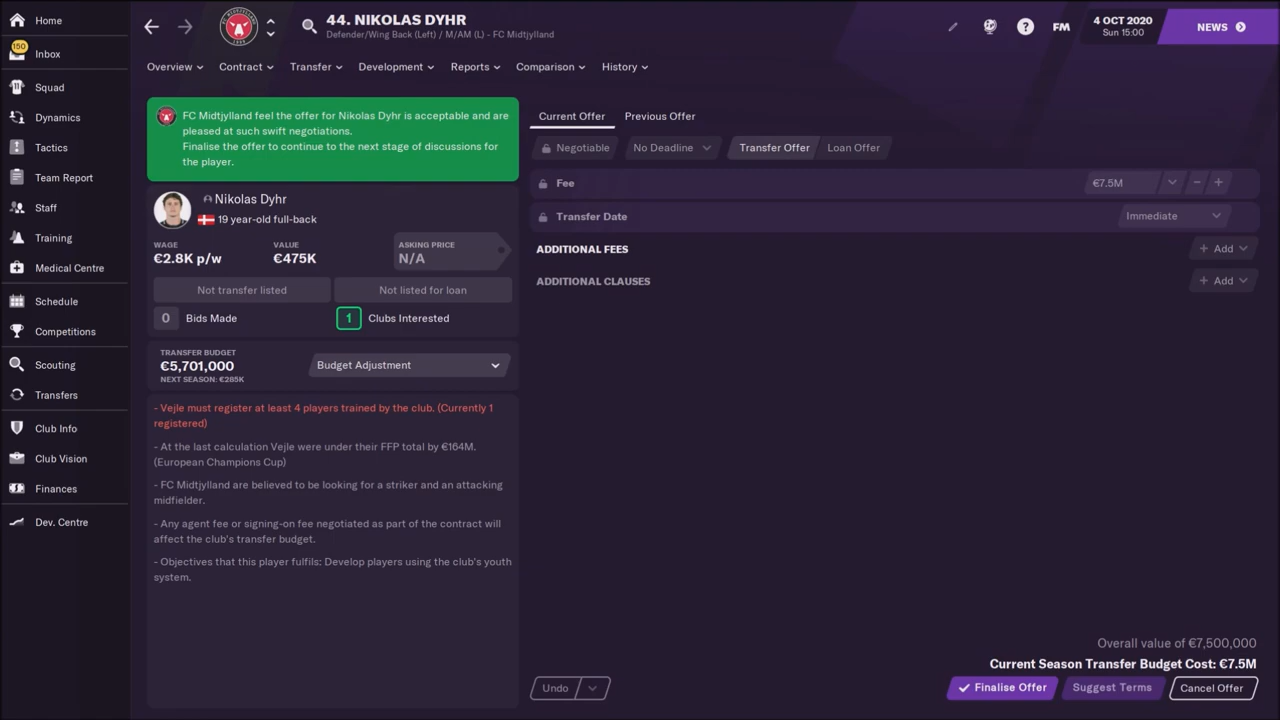 Home
150
Inbox
Squad
Dynamics
Tactics
Team Report
Staff
Training
Medical Centre
Schedule
Competitions
Scouting
Transfers
Club Info
Club Vision
Finances
Dev. Centre
44. NIKOLAS DYHR
Defender/Wing Back (Left) / M/AM (L) - FC Midtjylland
FM
4 OCT 2020
Sun 15:00
NEWS
Overview
Contract
Transfer
Development
Reports
Comparison
History
FC Midtjylland feel the offer for Nikolas Dyhr is acceptable and are
pleased at such swift negotiations.
Finalise the offer to continue to the next stage of discussions for
the player.
Nikolas Dyhr
19 year-old full-back
WAGE
€2.8K p/w
VALUE
€475K
ASKING PRICE
N/A
Not transfer listed
Not listed for loan
0 Bids Made
1 Clubs Interested
TRANSFER BUDGET
€5,701,000
NEXT SEASON: €285K
Budget Adjustment
- Vejle must register at least 4 players trained by the club. (Currently 1
registered)
- At the last calculation Vejle were under their FFP total by €164M.
(European Champions Cup)
- FC Midtjylland are believed to be looking for a striker and an attacking
midfielder.
- Any agent fee or signing-on fee negotiated as part of the contract will
affect the club's transfer budget.
- Objectives that this player fulfils: Develop players using the club's youth
system.
Current Offer
Previous Offer
Negotiable
No Deadline
Transfer Offer
Loan Offer
Fee
€7.5M
Transfer Date
Immediate
ADDITIONAL FEES
+ Add
ADDITIONAL CLAUSES
+ Add
Overall value of €7,500,000
Current Season Transfer Budget Cost: €7.5M
Undo
Finalise Offer
Suggest Terms
Cancel Offer